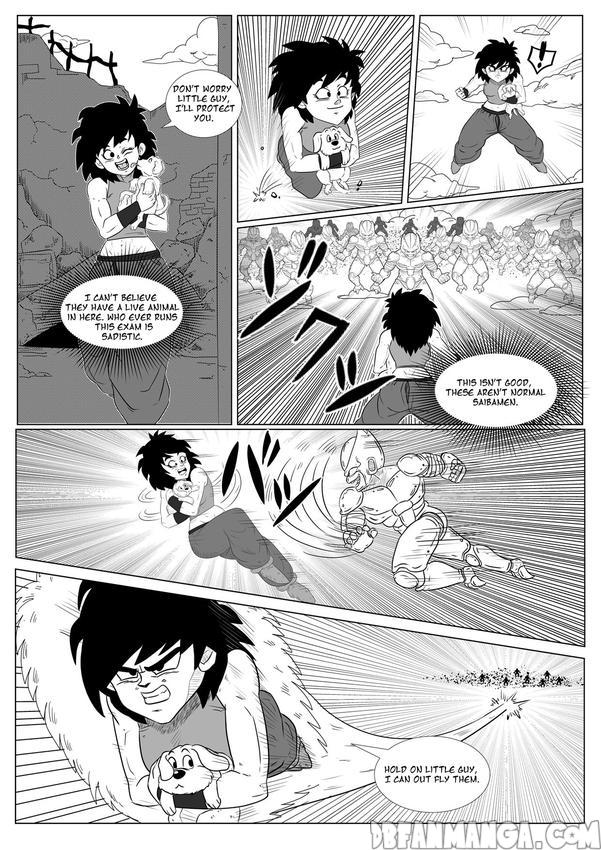 DON'T WORRY
LITTLE GUY,
I'LL PROTECT
YOU.
!
I CAN'T BELIEVE
THEY HAVE A LIVE ANIMAL
IN HERE. WHO EVER RUNS
THIS EXAM IS
SADISTIC.
THIS ISN'T GOOD,
THESE AREN'T NORMAL
SAIBAMEN.
HOLD ON LITTLE GUY,
I CAN OUT FLY THEM.
DBFANMANGA.COM